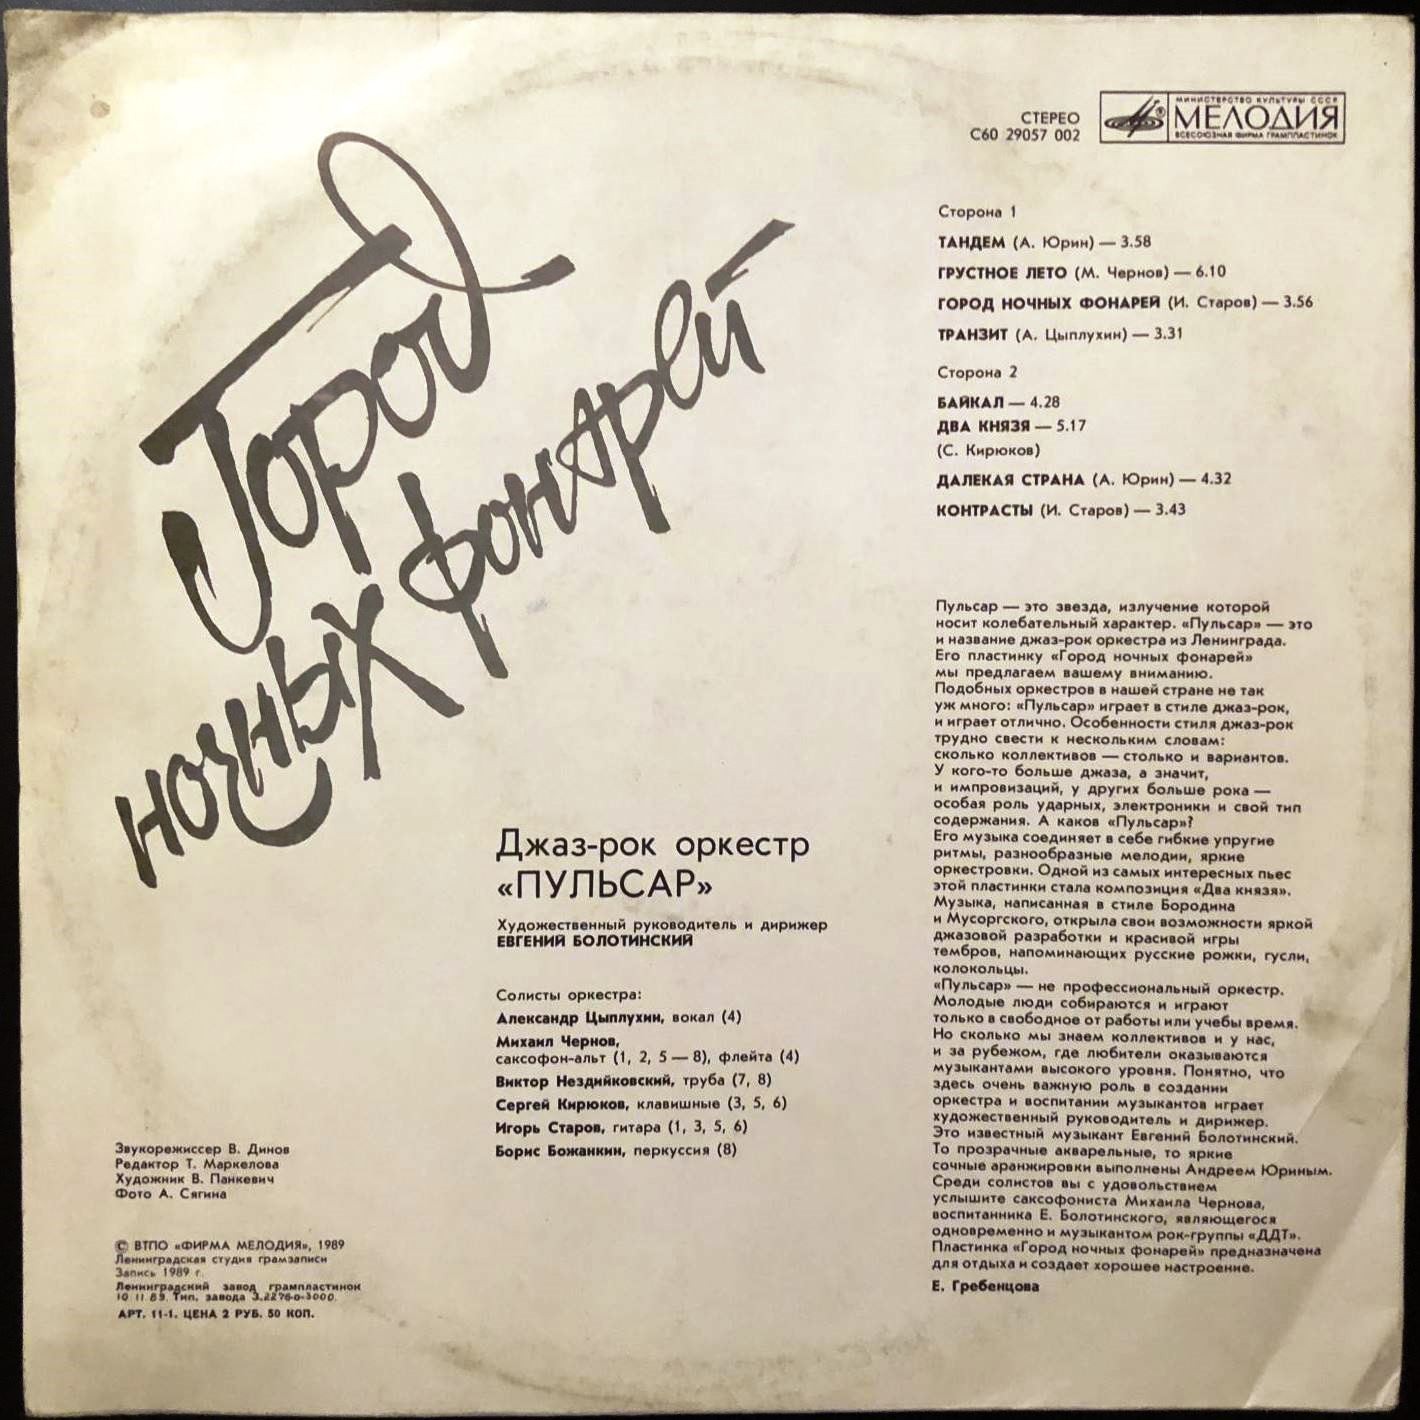 Город
ночных фонарей
СТЕРЕО
С60 29057 002
МИНИСТЕРСТВО КУЛЬТУРЫ СССР
МЕЛОДИЯ
ВСЕСОЮЗНАЯ ФИРМА ГРАМПЛАСТИНОК
Сторона 1
ТАНДЕМ (А. Юрин) — 3.58
ГРУСТНОЕ ЛЕТО (М. Чернов) — 6.10
ГОРОД НОЧНЫХ ФОНАРЕЙ (И. Старов) — 3.56
ТРАНЗИТ (А. Цыплухин) — 3.31
Сторона 2
БАЙКАЛ — 4.28
ДВА КНЯЗЯ — 5.17
(С. Кирюков)
ДАЛЕКАЯ СТРАНА (А. Юрин) — 4.32
КОНТРАСТЫ (И. Старов) — 3.43
Пульсар — это звезда, излучение которой
носит колебательный характер. «Пульсар» — это
и название джаз-рок оркестра из Ленинграда.
Его пластинку «Город ночных фонарей»
мы предлагаем вашему вниманию.
Подобных оркестров в нашей стране не так
уж много: «Пульсар» играет в стиле джаз-рок,
и играет отлично. Особенности стиля джаз-рок
трудно свести к нескольким словам:
сколько коллективов — столько и вариантов.
У кого-то больше джаза, а значит,
и импровизаций, у других больше рока —
особая роль ударных, электроники и свой тип
содержания. А каков «Пульсар»?
Его музыка соединяет в себе гибкие упругие
ритмы, разнообразные мелодии, яркие
оркестровки. Одной из самых интересных пьес
этой пластинки стала композиция «Два князя».
Музыка, написанная в стиле Бородина
и Мусоргского, открыла свои возможности яркой
джазовой разработки и красивой игры
тембров, напоминающих русские рожки, гусли,
колокольцы.
«Пульсар» — не профессиональный оркестр.
Молодые люди собираются и играют
только в свободное от работы или учебы время.
Но сколько мы знаем коллективов и у нас,
и за рубежом, где любители оказываются
музыкантами высокого уровня. Понятно, что
здесь очень важную роль в создании
оркестра и воспитании музыкантов играет
художественный руководитель и дирижер.
Это известный музыкант Евгений Болотинский.
То прозрачные акварельные, то яркие
сочные аранжировки выполнены Андреем Юриным.
Среди солистов вы с удовольствием
услышите саксофониста Михаила Чернова,
воспитанника Е. Болотинского, являющегося
одновременно и музыкантом рок-группы «ДДТ».
Пластинка «Город ночных фонарей» предназначена
для отдыха и создает хорошее настроение.
Е. Гребенцова
Джаз-рок оркестр
«ПУЛЬСАР»
Художественный руководитель и дирижер
ЕВГЕНИЙ БОЛОТИНСКИЙ
Солисты оркестра:
Александр Цыплухин, вокал (4)
Михаил Чернов,
саксофон-альт (1, 2, 5 — 8), флейта (4)
Виктор Нездийковский, труба (7, 8)
Сергей Кирюков, клавишные (3, 5, 6)
Игорь Старов, гитара (1, 3, 5, 6)
Борис Божанкин, перкуссия (8)
Звукорежиссер В. Динов
Редактор Т. Маркелова
Художник В. Панкевич
Фото А. Сягина
© ВТПО «ФИРМА МЕЛОДИЯ», 1989
Ленинградская студия грамзаписи
Запись 1989 г.
Ленинградский завод грампластинок
10 11 89. Тип. завода З.2276-0-3000.
АРТ. 11-1. ЦЕНА 2 РУБ. 50 КОП.